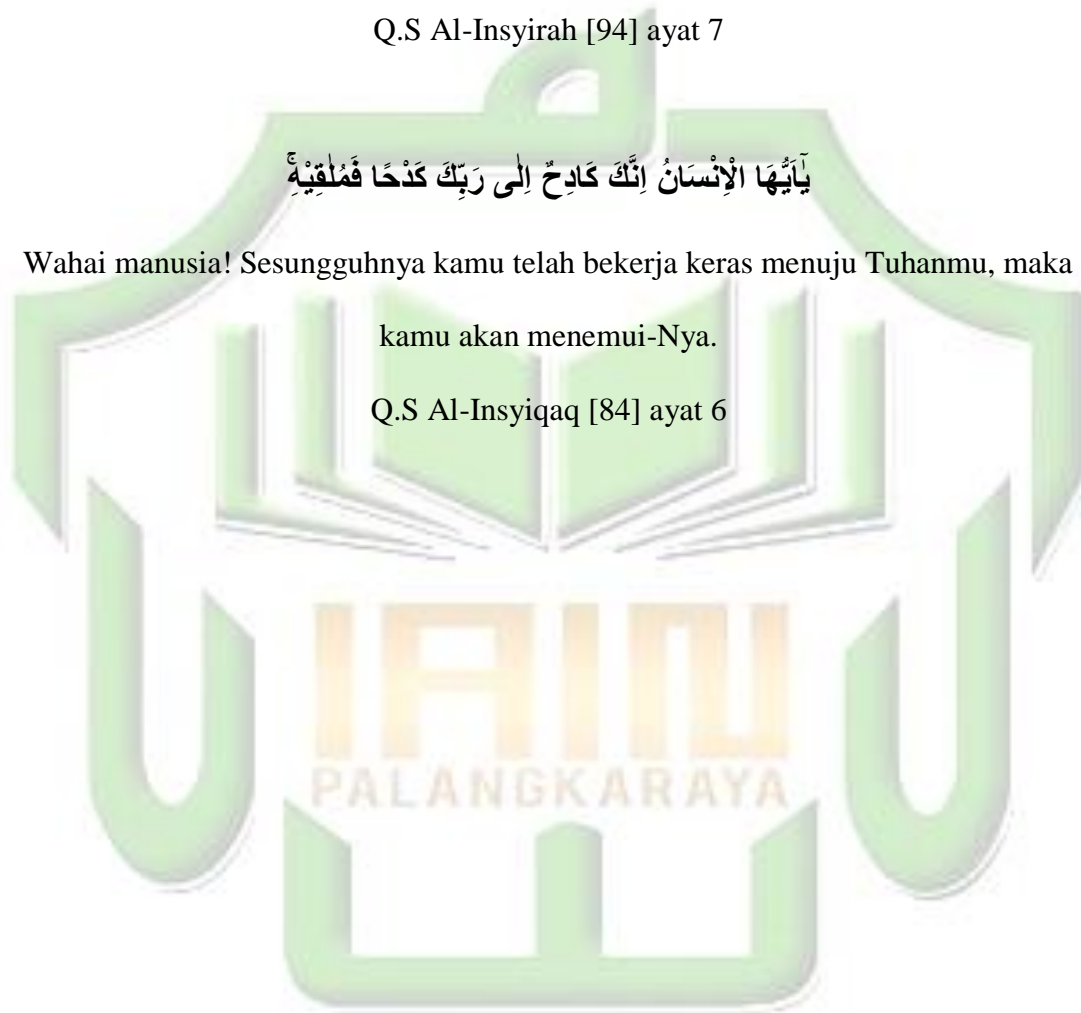 Q.S Al-Insyirah [94] ayat 7
يٰٓاَيُّهَا الْاِنْسَانُ اِنَّكَ كَادِحٌ اِلٰى رَبِّكَ كَدْحًا فَمُلٰقِيْهِۚ
Wahai manusia! Sesungguhnya kamu telah bekerja keras menuju Tuhanmu, maka
kamu akan menemui-Nya.
Q.S Al-Insyiqaq [84] ayat 6
IAIN
PALANGKARAYA